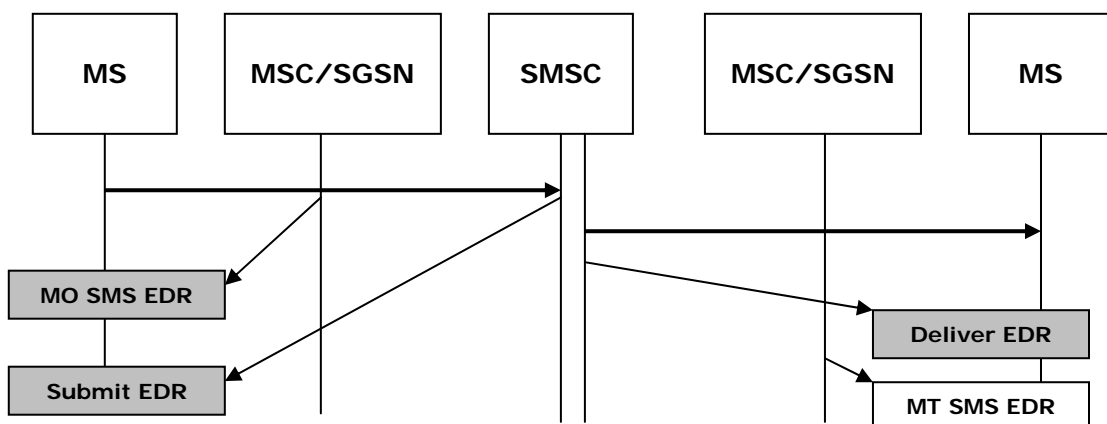 MS
MSC/SGSN
SMSC
MSC/SGSN
MS
MO SMS EDR
Deliver EDR
Submit EDR
MT SMS EDR